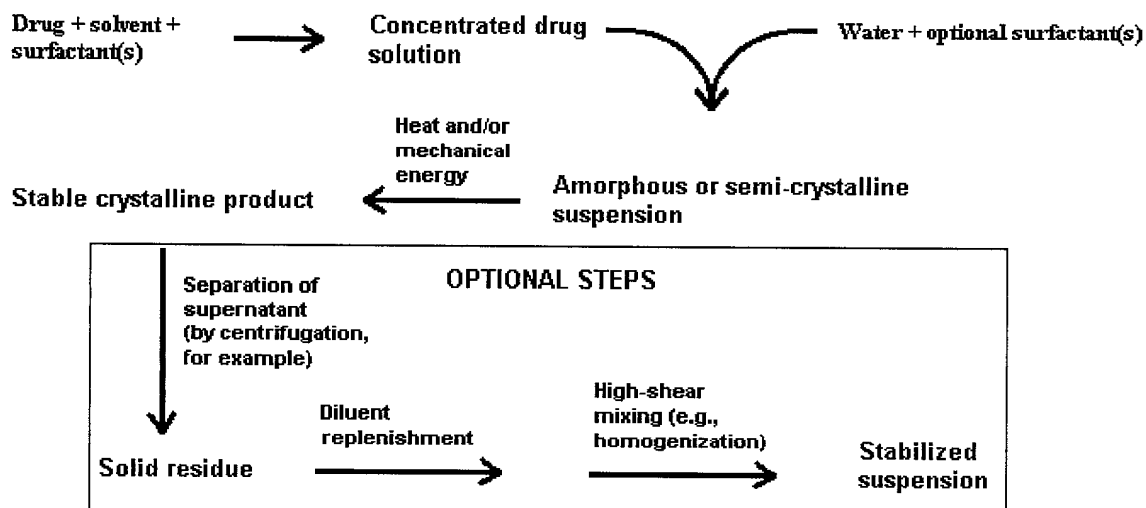 Drug + solvent +
surfactant(s)
Concentrated drug
solution
Water + optional surfactant(s)
Heat and/or
mechanical
energy
Stable crystalline product
Amorphous or semi-crystalline
suspension
OPTIONAL STEPS
Separation of
supernatant
(by centrifugation,
for example)
Diluent
replenishment
High-shear
mixing (e.g.,
homogenization)
Solid residue
Stabilized
suspension